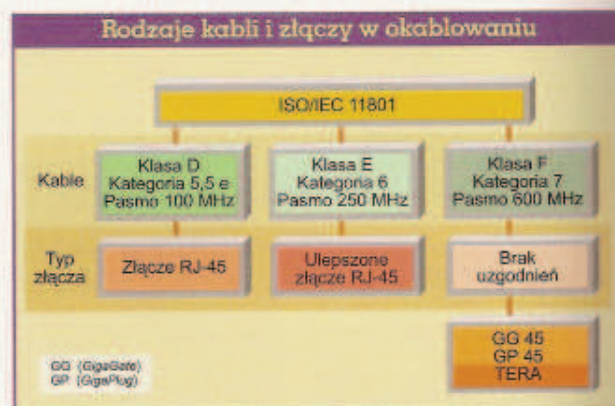 Rodzaje kabli i złączy w okablowaniu
ISO/IEC 11801
Kable
Klasa D
Kategoria 5,5 e
Pasmo 100 MHz
Klasa E
Kategoria 6
Pasmo 250 MHz
Klasa F
Kategoria 7
Pasmo 600 MHz
Typ
złącza
Złącze RJ-45
Ulepszone
złącze RJ-45
Brak
uzgodnień
GG 45
GP 45
TERA
GG (GigaGate)
GP (GigaPlug)